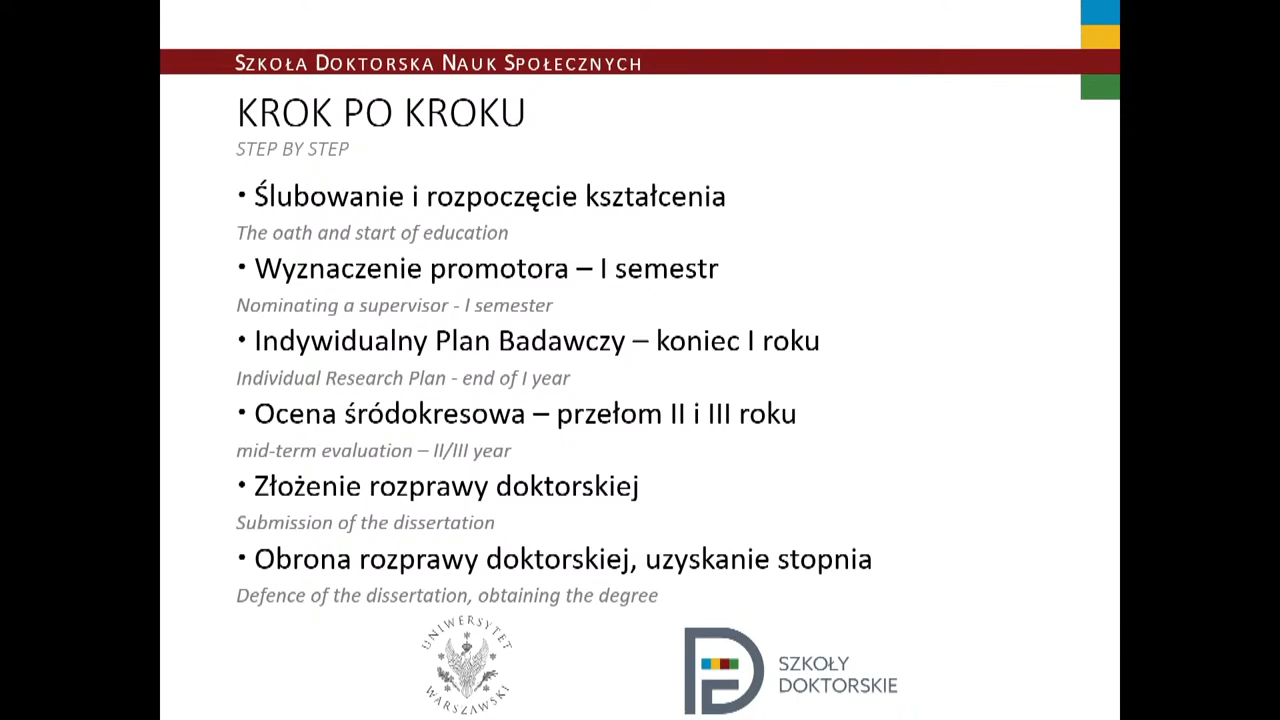 Szkoła Doktorska Nauk Społecznych
KROK PO KROKU
STEP BY STEP
• Ślubowanie i rozpoczęcie kształcenia
The oath and start of education
• Wyznaczenie promotora – I semestr
Nominating a supervisor - I semester
• Indywidualny Plan Badawczy – koniec I roku
Individual Research Plan - end of I year
• Ocena śródokresowa – przełom II i III roku
mid-term evaluation – II/III year
• Złożenie rozprawy doktorskiej
Submission of the dissertation
• Obrona rozprawy doktorskiej, uzyskanie stopnia
Defence of the dissertation, obtaining the degree
UNIWERSYTET
WARSZAWSKI
SZKOŁY
DOKTORSKIE